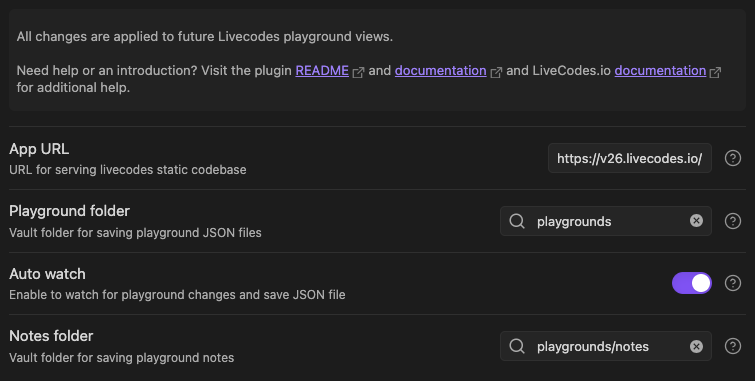 All changes are applied to future Livecodes playground views.
Need help or an introduction? Visit the plugin README and documentation and LiveCodes.io documentation
for additional help.
App URL
URL for serving livecodes static codebase
https://v26.livecodes.io/
Playground folder
Vault folder for saving playground JSON files
playgrounds
Auto watch
Enable to watch for playground changes and save JSON file
Notes folder
Vault folder for saving playground notes
playgrounds/notes